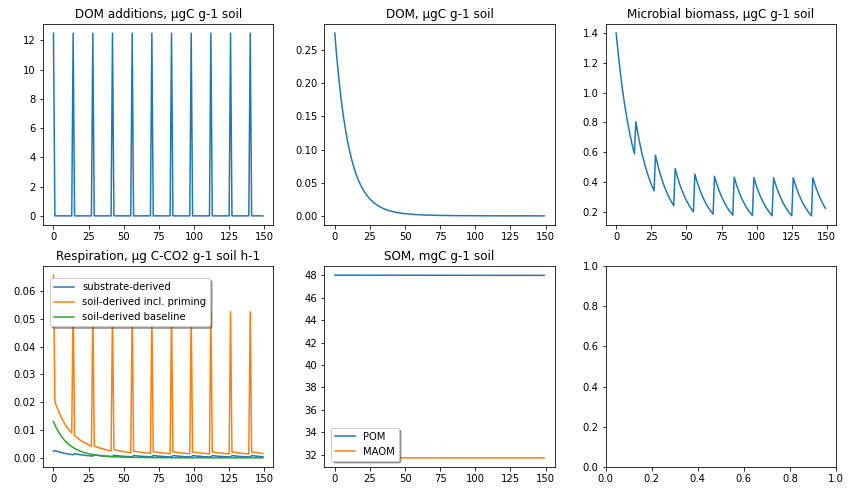 DOM additions, µgC g-1 soil
12
10
8
6
4
2
0
0 25 50 75 100 125 150
DOM, µgC g-1 soil
0.25
0.20
0.15
0.10
0.05
0.00
0 25 50 75 100 125 150
Microbial biomass, µgC g-1 soil
1.4
1.2
1.0
0.8
0.6
0.4
0.2
0 25 50 75 100 125 150
Respiration, µg C-CO2 g-1 soil h-1
substrate-derived
soil-derived incl. priming
soil-derived baseline
0.06
0.05
0.04
0.03
0.02
0.01
0.00
0 25 50 75 100 125 150
SOM, mgC g-1 soil
48
46
44
42
40
38
36
34
32
POM
MAOM
0 25 50 75 100 125 150
1.0
0.8
0.6
0.4
0.2
0.0
0.0 0.2 0.4 0.6 0.8 1.0